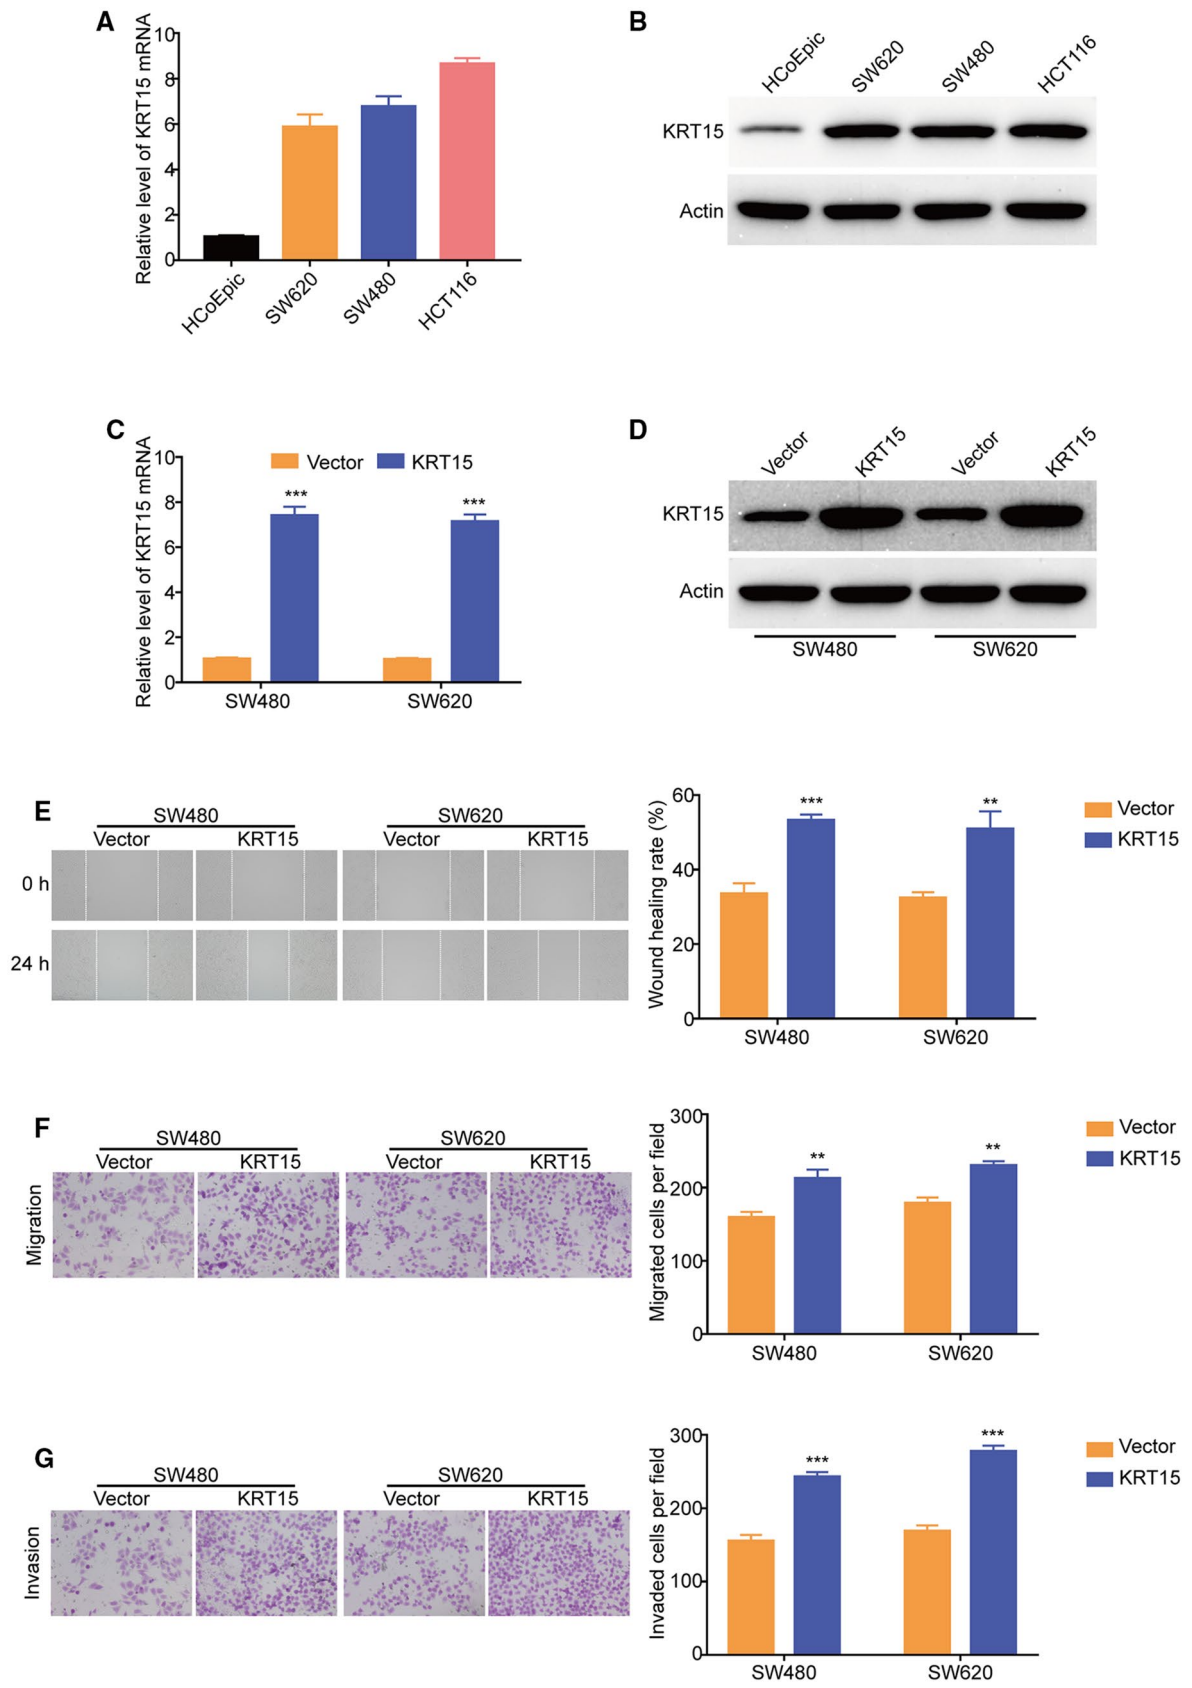 A
Relative level of KRT15 mRNA
10
8
6
4
2
0
HCoEpic
SW620
SW480
HCT116
B
HCoEpic
SW620
SW480
HCT116
KRT15
Actin
C
Relative level of KRT15 mRNA
10
8
6
4
2
0
Vector
KRT15
***
***
SW480
SW620
D
Vector
KRT15
Vector
KRT15
KRT15
Actin
SW480
SW620
E
SW480
SW620
Vector
KRT15
Vector
KRT15
0 h
24 h
Wound healing rate (%)
60
40
20
0
***
**
SW480
SW620
Vector
KRT15
F
SW480
SW620
Vector
KRT15
Vector
KRT15
Migration
Migrated cells per field
300
200
100
0
**
**
SW480
SW620
Vector
KRT15
G
SW480
SW620
Vector
KRT15
Vector
KRT15
Invasion
Invaded cells per field
300
200
100
0
***
***
SW480
SW620
Vector
KRT15